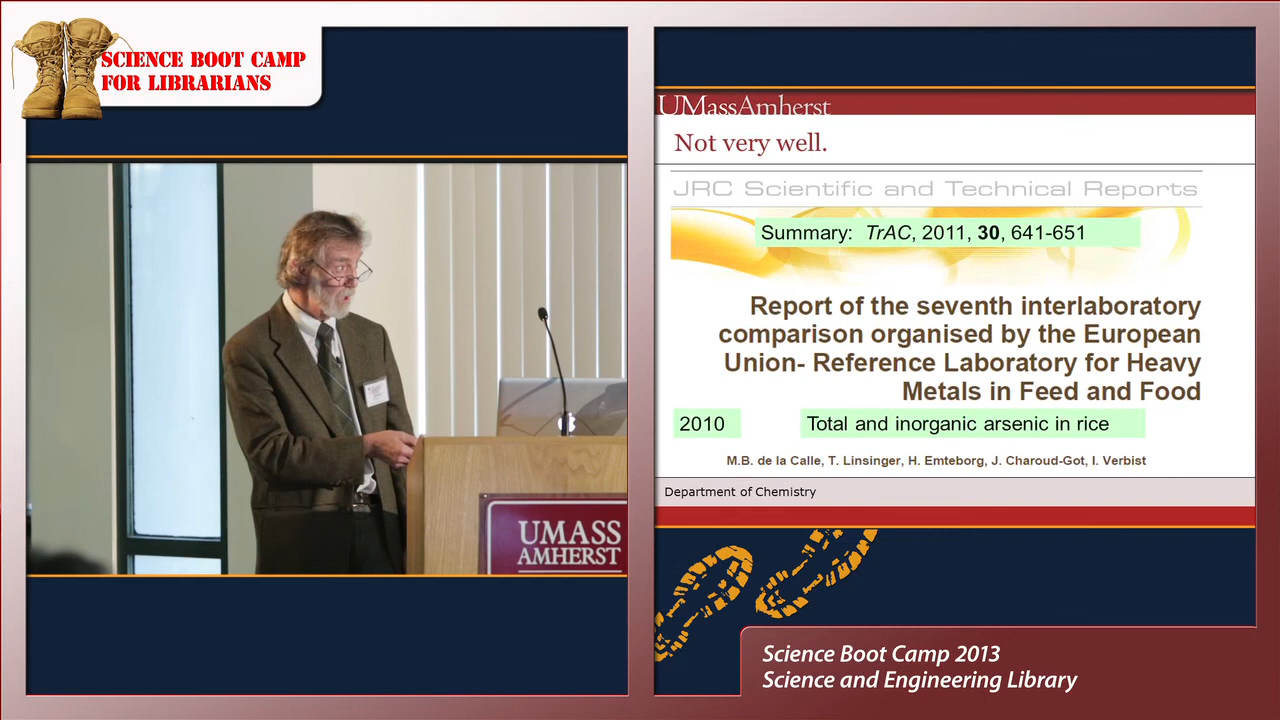 SCIENCE BOOT CAMP
FOR LIBRARIANS
UMASS
AMHERST
UMassAmherst
Not very well.
JRC Scientific and Technical Reports
Summary: TrAC, 2011, 30, 641-651
Report of the seventh interlaboratory
comparison organised by the European
Union- Reference Laboratory for Heavy
Metals in Feed and Food
2010 Total and inorganic arsenic in rice
M.B. de la Calle, T. Linsinger, H. Emteborg, J. Charoud-Got, I. Verbist
Department of Chemistry
Science Boot Camp 2013
Science and Engineering Library